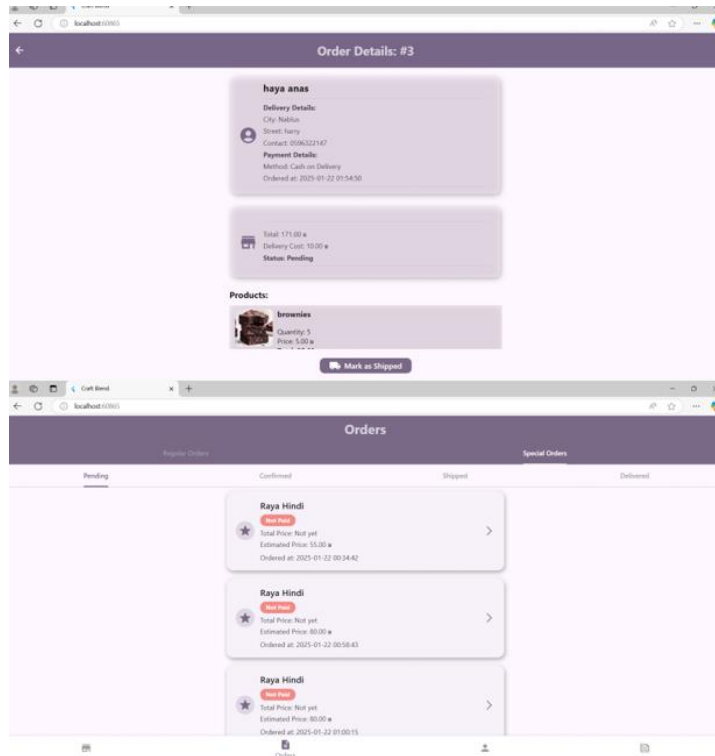 localhost:60865
Order Details: #3
haya anas
Delivery Details:
City: Nablus
Street: harry
Contact: 0596322147
Payment Details:
Method: Cash on Delivery
Ordered at: 2025-01-22 01:54:50
Total: 171.00 ₪
Delivery Cost: 10.00 ₪
Status: Pending
Products:
brownies
Quantity: 5
Price: 5.00 ₪
Mark as Shipped
Craft Blend
localhost:60865
Orders
Regular Orders Special Orders
Pending Confirmed Shipped Delivered
Raya Hindi
Not Paid
Total Price: Not yet
Estimated Price: 55.00 ₪
Ordered at: 2025-01-22 00:34:42
Raya Hindi
Not Paid
Total Price: Not yet
Estimated Price: 80.00 ₪
Ordered at: 2025-01-22 00:58:43
Raya Hindi
Not Paid
Total Price: Not yet
Estimated Price: 80.00 ₪
Ordered at: 2025-01-22 01:00:15
Orders